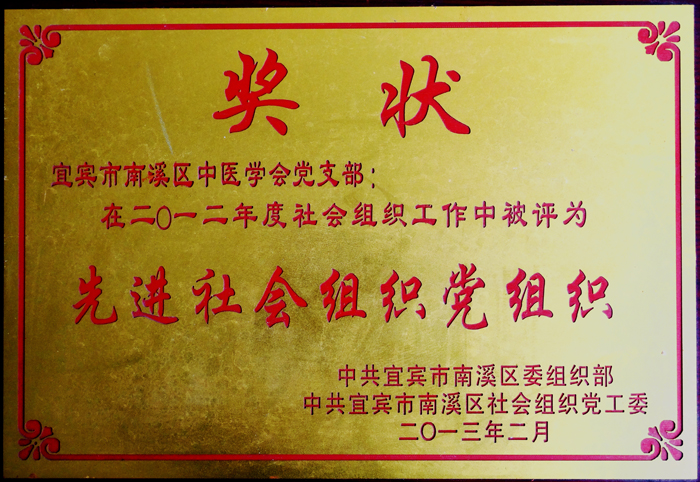 奖状
宜宾市南溪区中医学会党支部:
在二〇一二年度社会组织工作中被评为
先进社会组织党组织
中共宜宾市南溪区委组织部
中共宜宾市南溪区社会组织党工委
二〇一三年二月